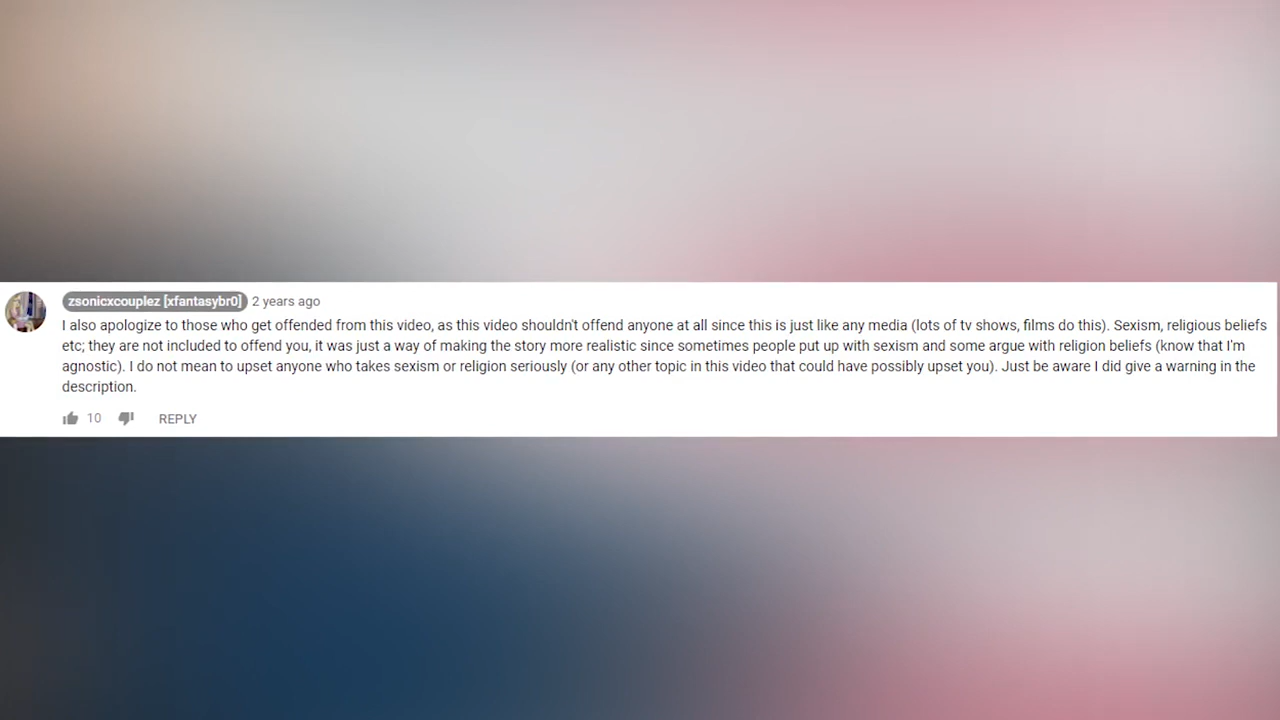 zsonicxcouplez [xfantasybr0] 2 years ago
I also apologize to those who get offended from this video, as this video shouldn't offend anyone at all since this is just like any media (lots of tv shows, films do this). Sexism, religious beliefs
etc; they are not included to offend you, it was just a way of making the story more realistic since sometimes people put up with sexism and some argue with religion beliefs (know that I'm
agnostic). I do not mean to upset anyone who takes sexism or religion seriously (or any other topic in this video that could have possibly upset you). Just be aware I did give a warning in the
description.
10 REPLY